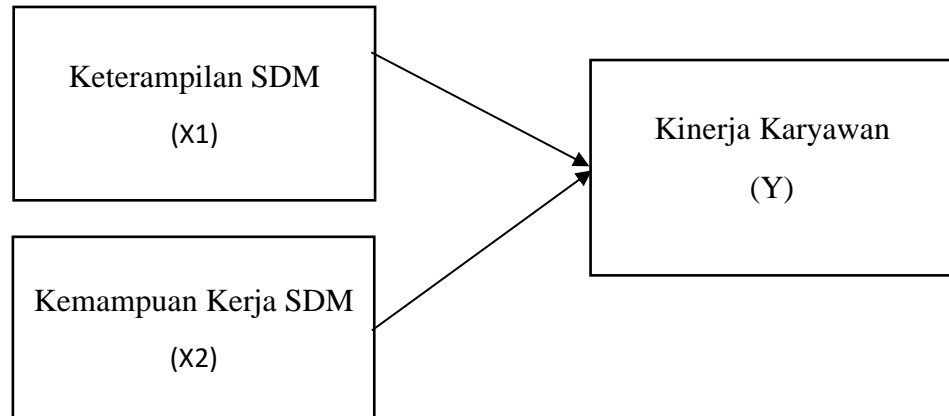 Keterampilan SDM
(X1)
Kinerja Karyawan
(Y)
Kemampuan Kerja SDM
(X2)